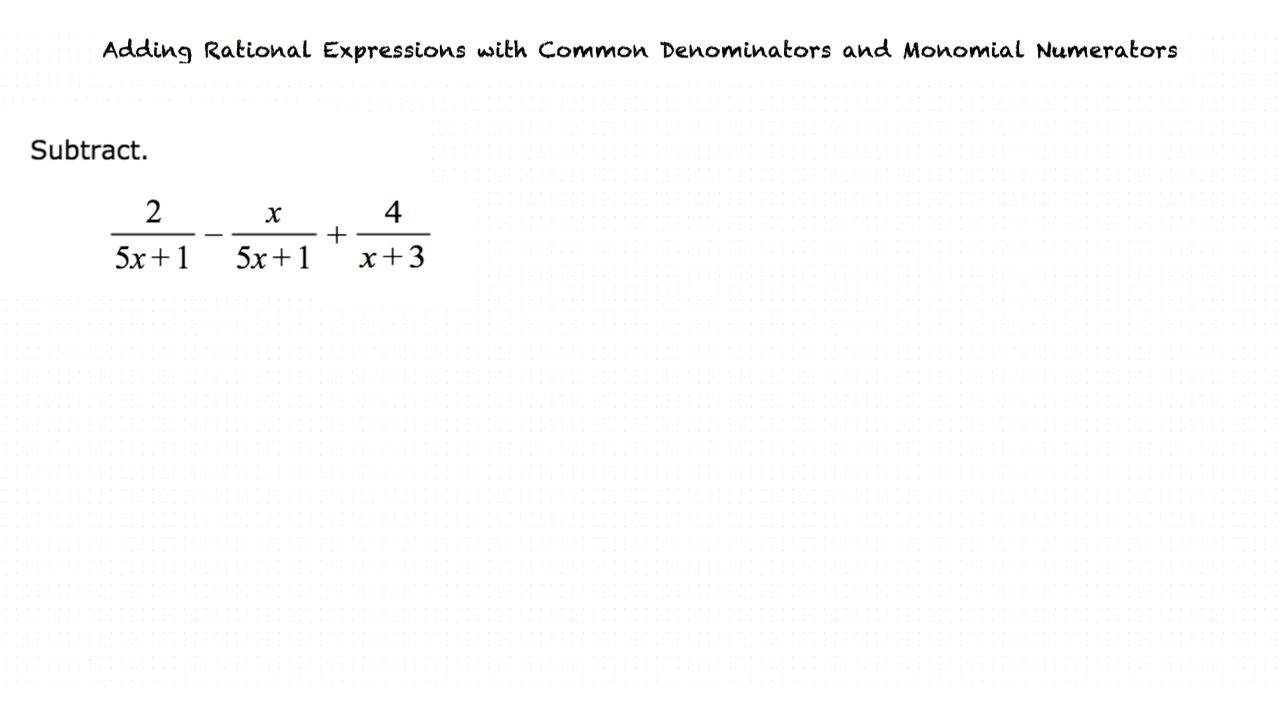 Adding Rational Expressions with Common Denominators and Monomial Numerators
Subtract.
2/(5x+1) − x/(5x+1) + 4/(x+3)